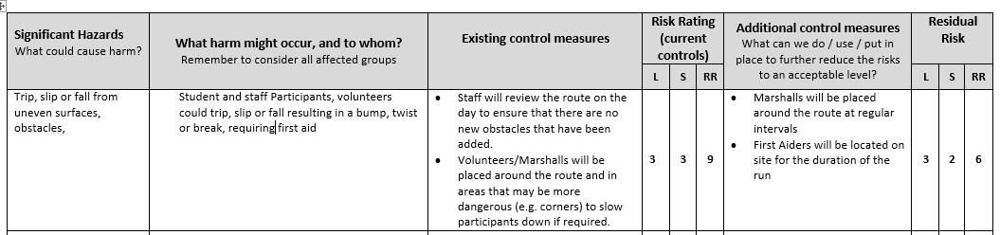 Significant Hazards
What could cause harm?
What harm might occur, and to whom?
Remember to consider all affected groups
Existing control measures
Risk Rating
(current
controls)
L S RR
Additional control measures
What can we do / use / put in
place to further reduce the risks
to an acceptable level?
Residual
Risk
L S RR
Trip, slip or fall from
uneven surfaces,
obstacles,
Student and staff Participants, volunteers
could trip, slip or fall resulting in a bump, twist
or break, requiring first aid
• Staff will review the route on the
day to ensure that there are no
new obstacles that have been
added.
• Volunteers/Marshalls will be
placed around the route and in
areas that may be more
dangerous (e.g. corners) to slow
participants down if required.
3 3 9
• Marshalls will be placed
around the route at regular
intervals
• First Aiders will be located on
site for the duration of the
run
3 2 6